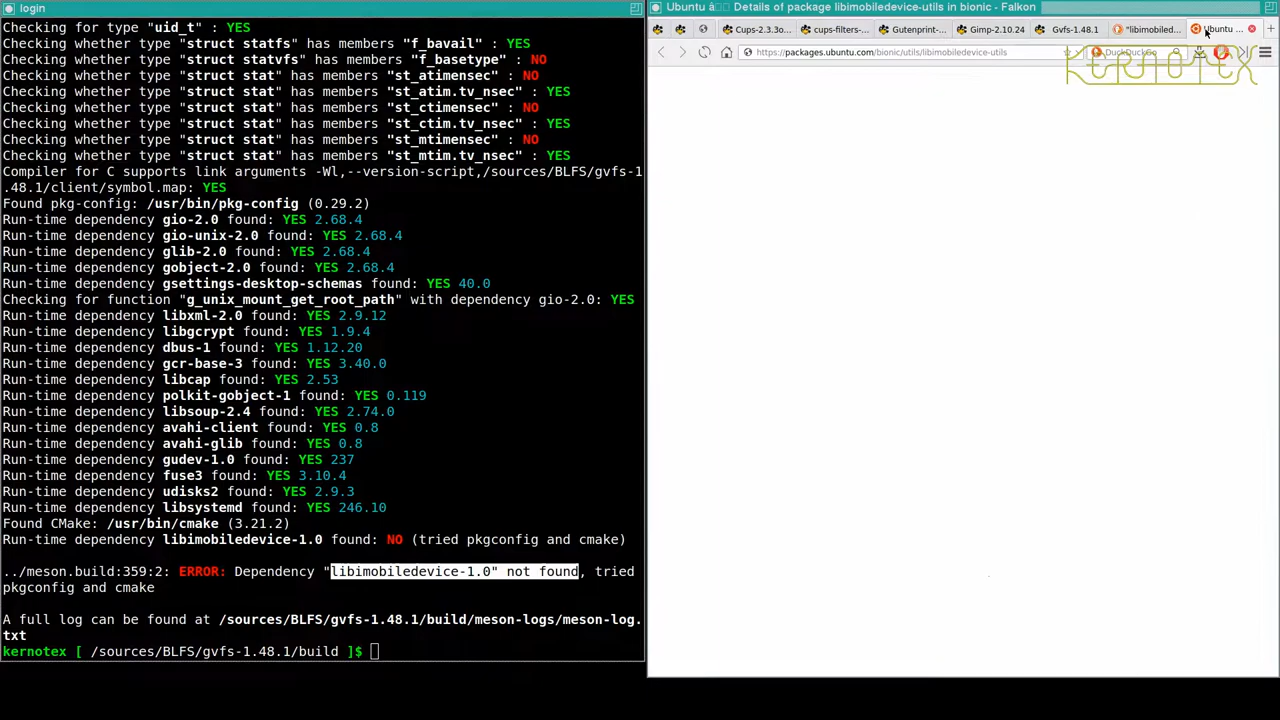 login
Checking for type "uid_t" : YES
Checking whether type "struct statfs" has members "f_bavail" : YES
Checking whether type "struct statvfs" has members "f_basetype" : NO
Checking whether type "struct stat" has members "st_atimensec" : NO
Checking whether type "struct stat" has members "st_atim.tv_nsec" : YES
Checking whether type "struct stat" has members "st_ctimensec" : NO
Checking whether type "struct stat" has members "st_ctim.tv_nsec" : YES
Checking whether type "struct stat" has members "st_mtimensec" : NO
Checking whether type "struct stat" has members "st_mtim.tv_nsec" : YES
Compiler for C supports link arguments -Wl,--version-script,/sources/BLFS/gvfs-1
.48.1/client/symbol.map: YES
Found pkg-config: /usr/bin/pkg-config (0.29.2)
Run-time dependency gio-2.0 found: YES 2.68.4
Run-time dependency gio-unix-2.0 found: YES 2.68.4
Run-time dependency glib-2.0 found: YES 2.68.4
Run-time dependency gobject-2.0 found: YES 2.68.4
Run-time dependency gsettings-desktop-schemas found: YES 40.0
Checking for function "g_unix_mount_get_root_path" with dependency gio-2.0: YES
Run-time dependency libxml-2.0 found: YES 2.9.12
Run-time dependency libgcrypt found: YES 1.9.4
Run-time dependency dbus-1 found: YES 1.12.20
Run-time dependency gcr-base-3 found: YES 3.40.0
Run-time dependency libcap found: YES 2.53
Run-time dependency polkit-gobject-1 found: YES 0.119
Run-time dependency libsoup-2.4 found: YES 2.74.0
Run-time dependency avahi-client found: YES 0.8
Run-time dependency avahi-glib found: YES 0.8
Run-time dependency gudev-1.0 found: YES 237
Run-time dependency fuse3 found: YES 3.10.4
Run-time dependency udisks2 found: YES 2.9.3
Run-time dependency libsystemd found: YES 246.10
Found CMake: /usr/bin/cmake (3.21.2)
Run-time dependency libimobiledevice-1.0 found: NO (tried pkgconfig and cmake)
../meson.build:359:2: ERROR: Dependency "libimobiledevice-1.0" not found, tried
pkgconfig and cmake
A full log can be found at /sources/BLFS/gvfs-1.48.1/build/meson-logs/meson-log.
txt
kernotex [ /sources/BLFS/gvfs-1.48.1/build ]$
Ubuntu â Details of package libimobiledevice-utils in bionic - Falkon
Cups-2.3.3o... cups-filters-... Gutenprint-... Gimp-2.10.24 Gvfs-1.48.1 "libimobiled... Ubuntu ...
https://packages.ubuntu.com/bionic/utils/libimobiledevice-utils DuckDuckGo
KERNOTEX